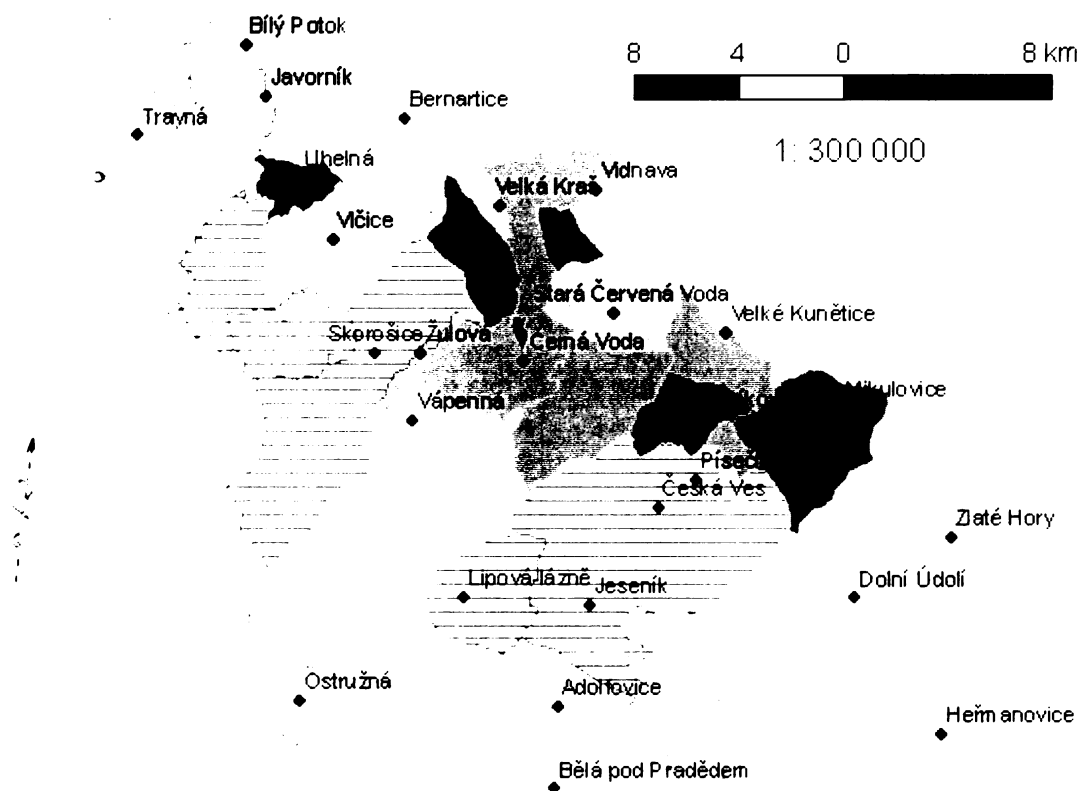 Bílý Potok
8 4 0 8 km
Javorník
Bernartice
Travná
1: 300 000
Uhelná
Vidnava
Velká Kraš
Vlčice
Stará Červená Voda
Velké Kunětice
Skorošice
Žulová
Černá Voda
Mikulovice
Vápenná
Česká Ves
Zlaté Hory
Lipová-lázně
Jeseník
Dolní Údolí
Ostružná
Adolfovice
Heřmanovice
Bělá pod Pradědem